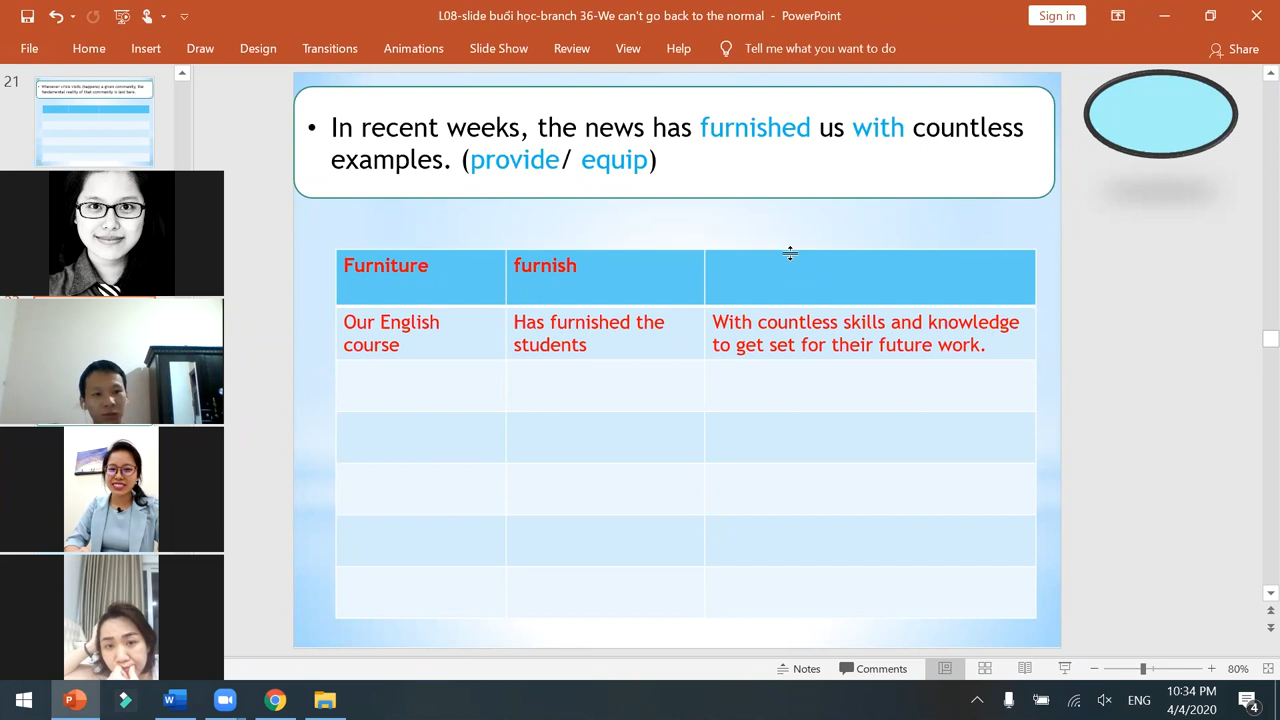 L08-slide buổi học-branch 36-We can't go back to the normal - PowerPoint
Sign in
File Home Insert Draw Design Transitions Animations Slide Show Review View Help Tell me what you want to do Share
21
• In recent weeks, the news has furnished us with countless
examples. (provide/ equip)
Furniture furnish
Our English Has furnished the With countless skills and knowledge
course students to get set for their future work.
Notes Comments 80%
ENG 10:34 PM
4/4/2020
4